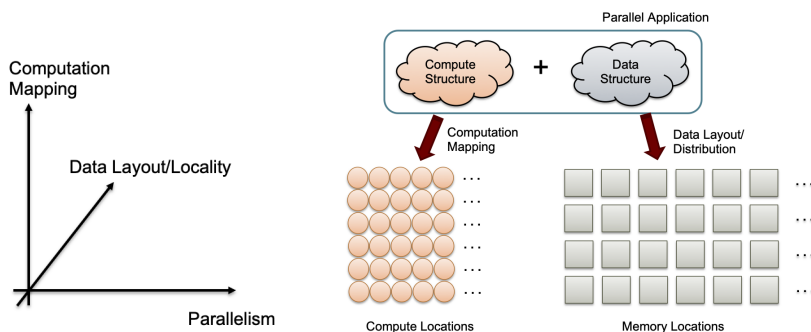 Computation
Mapping
Data Layout/Locality
Parallelism
Parallel Application
Compute
Structure
+
Data
Structure
Computation
Mapping
Data Layout/
Distribution
...
...
...
...
...
...
...
...
...
...
Compute Locations
Memory Locations